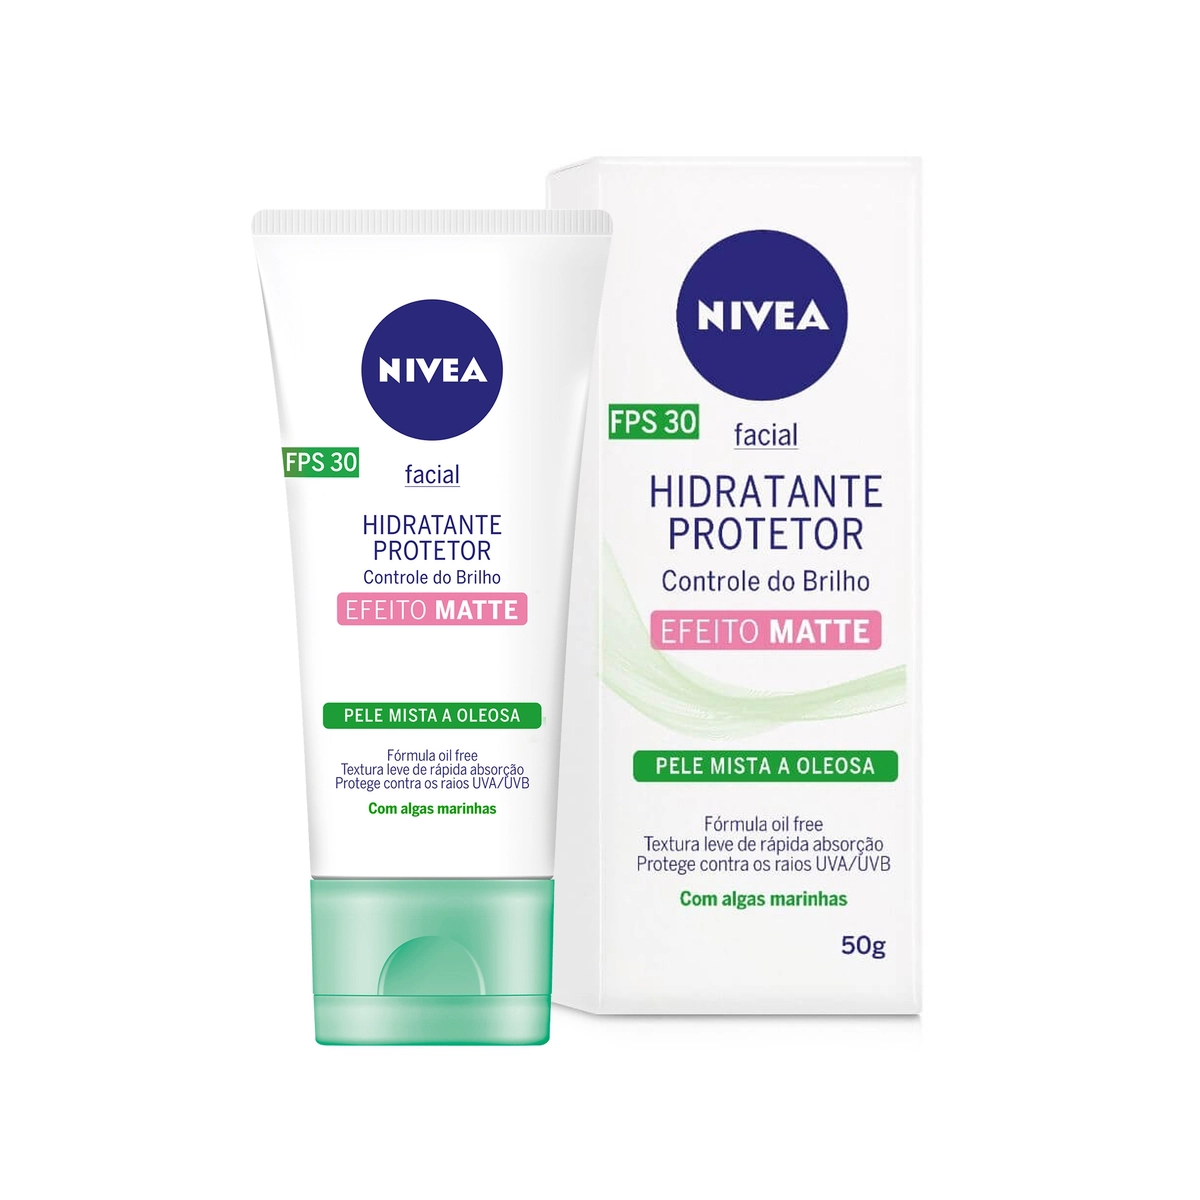 NIVEA
FPS 30
facial
HIDRATANTE
PROTETOR
Controle do Brilho
EFEITO MATTE
PELE MISTA A OLEOSA
Fórmula oil free
Textura leve de rápida absorção
Protege contra os raios UVA/UVB
Com algas marinhas
NIVEA
FPS 30
facial
HIDRATANTE
PROTETOR
Controle do Brilho
EFEITO MATTE
PELE MISTA A OLEOSA
Fórmula oil free
Textura leve de rápida absorção
Protege contra os raios UVA/UVB
Com algas marinhas
50g